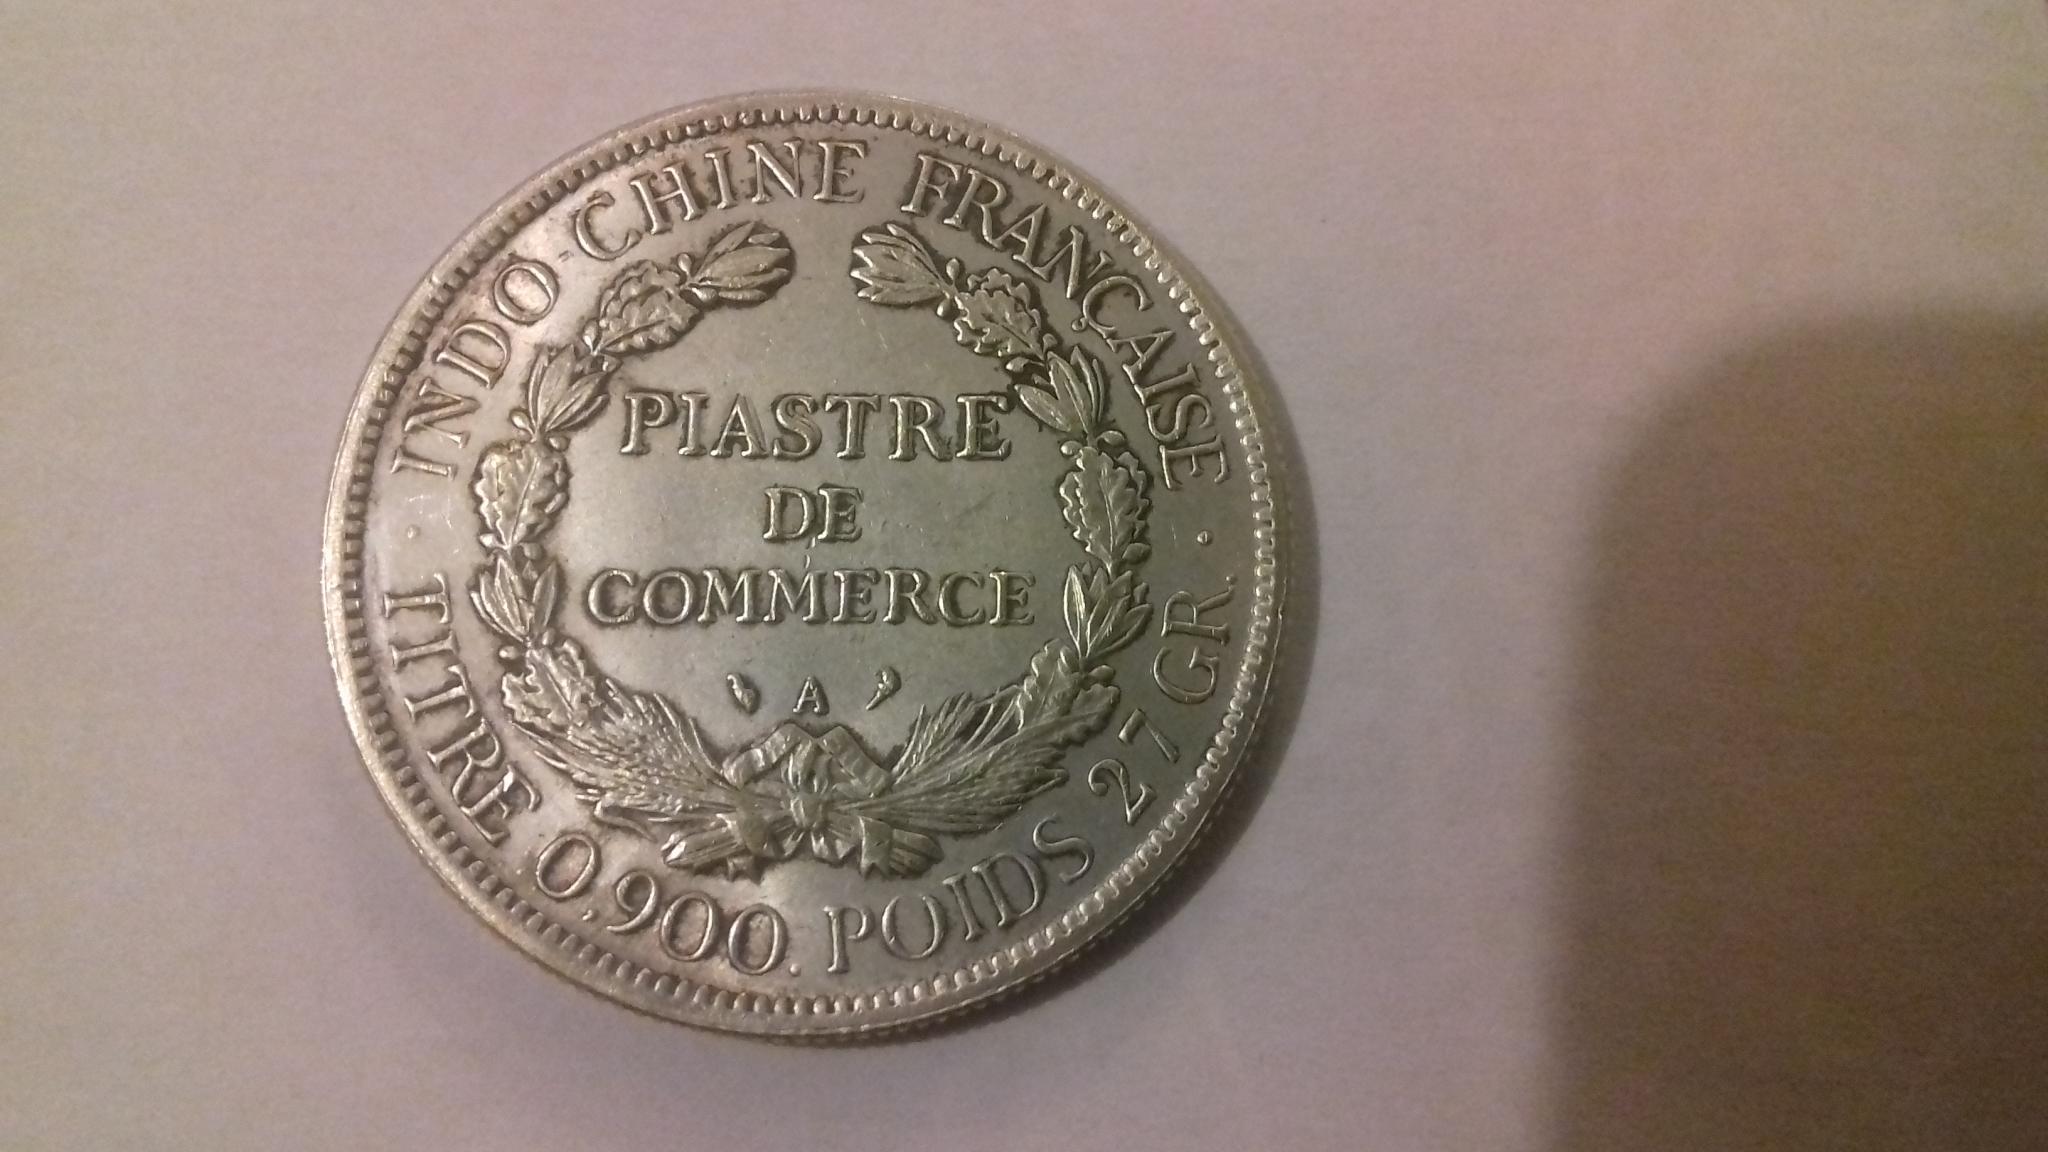 INDO-CHINE FRANÇAISE
PIASTRE
DE
COMMERCE
A
TITRE 0,900. POIDS 27 GR.